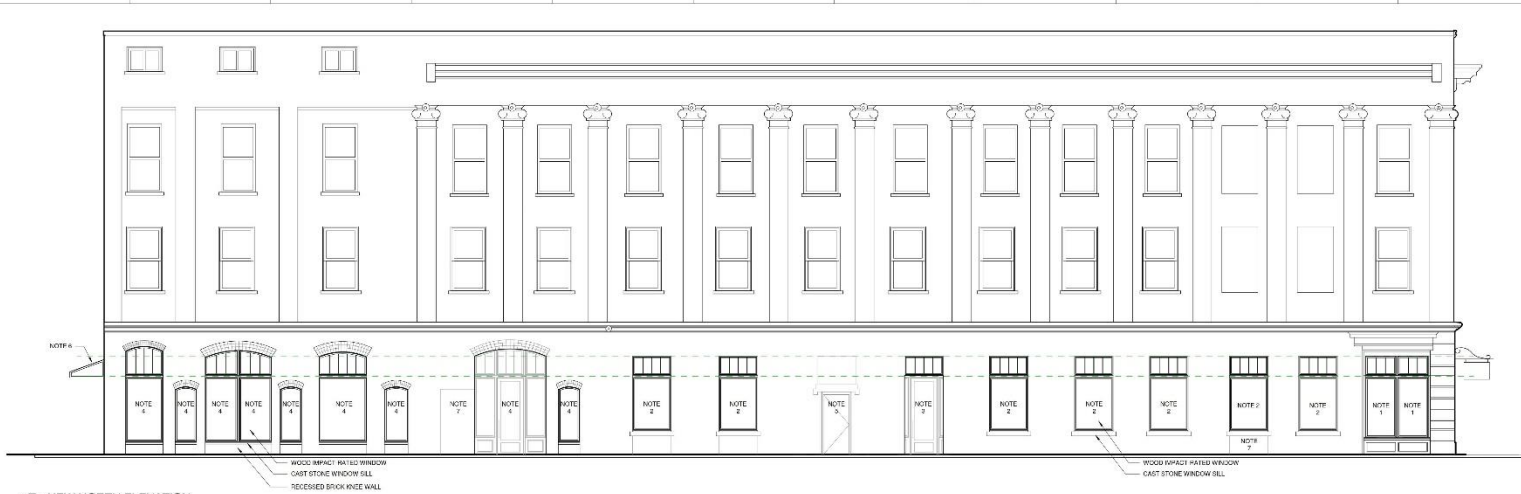 NOTE 6
NOTE
4
NOTE
4
NOTE
4
NOTE
4
NOTE
4
NOTE
4
NOTE
4
NOTE
7
NOTE
4
NOTE
4
NOTE
2
NOTE
2
NOTE
NOTE
2
NOTE
2
NOTE
2
NOTE
2
NOTE 2
NOTE
7
NOTE
2
NOTE
1
NOTE
1
WOOD IMPACT RATED WINDOW
CAST STONE WINDOW SILL
RECESSED BRICK KNEE WALL
WOOD IMPACT RATED WINDOW
CAST STONE WINDOW SILL